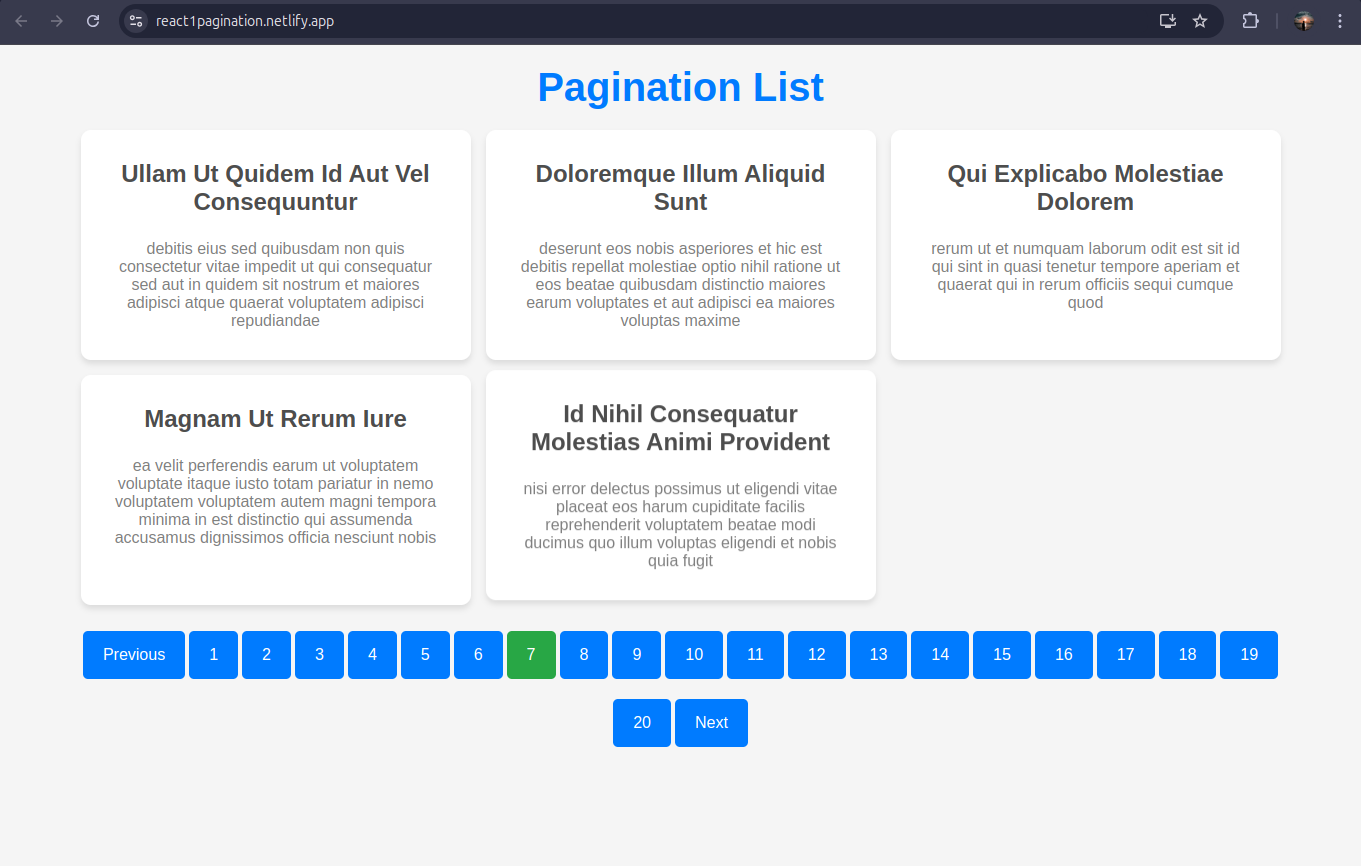 react1pagination.netlify.app
Pagination List
Ullam Ut Quidem Id Aut Vel
Consequuntur
debitis eius sed quibusdam non quis
consectetur vitae impedit ut qui consequatur
sed aut in quidem sit nostrum et maiores
adipisci atque quaerat voluptatem adipisci
repudiandae
Doloremque Illum Aliquid
Sunt
deserunt eos nobis asperiores et hic est
debitis repellat molestiae optio nihil ratione ut
eos beatae quibusdam distinctio maiores
earum voluptates et aut adipisci ea maiores
voluptas maxime
Qui Explicabo Molestiae
Dolorem
rerum ut et numquam laborum odit est sit id
qui sint in quasi tenetur tempore aperiam et
quaerat qui in rerum officiis sequi cumque
quod
Magnam Ut Rerum Iure
ea velit perferendis earum ut voluptatem
voluptate itaque iusto totam pariatur in nemo
voluptatem voluptatem autem magni tempora
minima in est distinctio qui assumenda
accusamus dignissimos officia nesciunt nobis
Id Nihil Consequatur
Molestias Animi Provident
nisi error delectus possimus ut eligendi vitae
placeat eos harum cupiditate facilis
reprehenderit voluptatem beatae modi
ducimus quo illum voluptas eligendi et nobis
quia fugit
Previous 1 2 3 4 5 6 7 8 9 10 11 12 13 14 15 16 17 18 19
20 Next